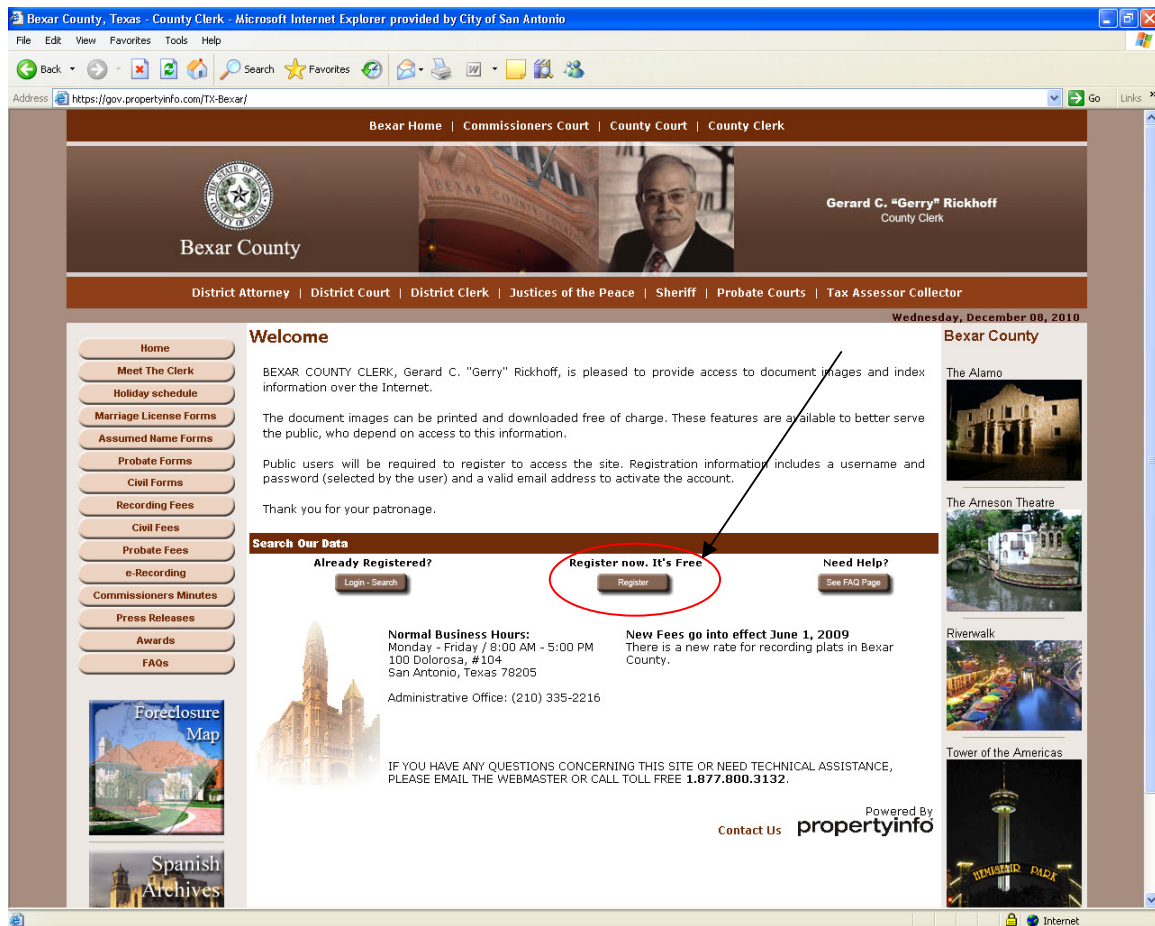 Bexar County, Texas - County Clerk - Microsoft Internet Explorer provided by City of San Antonio
File Edit View Favorites Tools Help
Back Search Favorites
Address https://gov.propertyinfo.com/TX-Bexar/ Go Links »
Bexar Home | Commissioners Court | County Court | County Clerk
THE STATE OF TEXAS
COUNTY OF BEXAR
Bexar County
BEXAR COUNTY
Gerard C. “Gerry” Rickhoff
County Clerk
District Attorney | District Court | District Clerk | Justices of the Peace | Sheriff | Probate Courts | Tax Assessor Collector
Wednesday, December 08, 2010
Home
Meet The Clerk
Holiday schedule
Marriage License Forms
Assumed Name Forms
Probate Forms
Civil Forms
Recording Fees
Civil Fees
Probate Fees
e-Recording
Commissioners Minutes
Press Releases
Awards
FAQs
Foreclosure
Map
Spanish
Archives
Welcome
BEXAR COUNTY CLERK, Gerard C. "Gerry" Rickhoff, is pleased to provide access to document images and index
information over the Internet.
The document images can be printed and downloaded free of charge. These features are available to better serve
the public, who depend on access to this information.
Public users will be required to register to access the site. Registration information includes a username and
password (selected by the user) and a valid email address to activate the account.
Thank you for your patronage.
Search Our Data
Already Registered? Register now. It's Free Need Help?
Login - Search Register See FAQ Page
Normal Business Hours:
Monday - Friday / 8:00 AM - 5:00 PM
100 Dolorosa, #104
San Antonio, Texas 78205
Administrative Office: (210) 335-2216
New Fees go into effect June 1, 2009
There is a new rate for recording plats in Bexar
County.
IF YOU HAVE ANY QUESTIONS CONCERNING THIS SITE OR NEED TECHNICAL ASSISTANCE,
PLEASE EMAIL THE WEBMASTER OR CALL TOLL FREE 1.877.800.3132.
Powered By
Contact Us propertyinfo
Bexar County
The Alamo
The Arneson Theatre
Riverwalk
Tower of the Americas
HEMISFAIR PARK
Internet